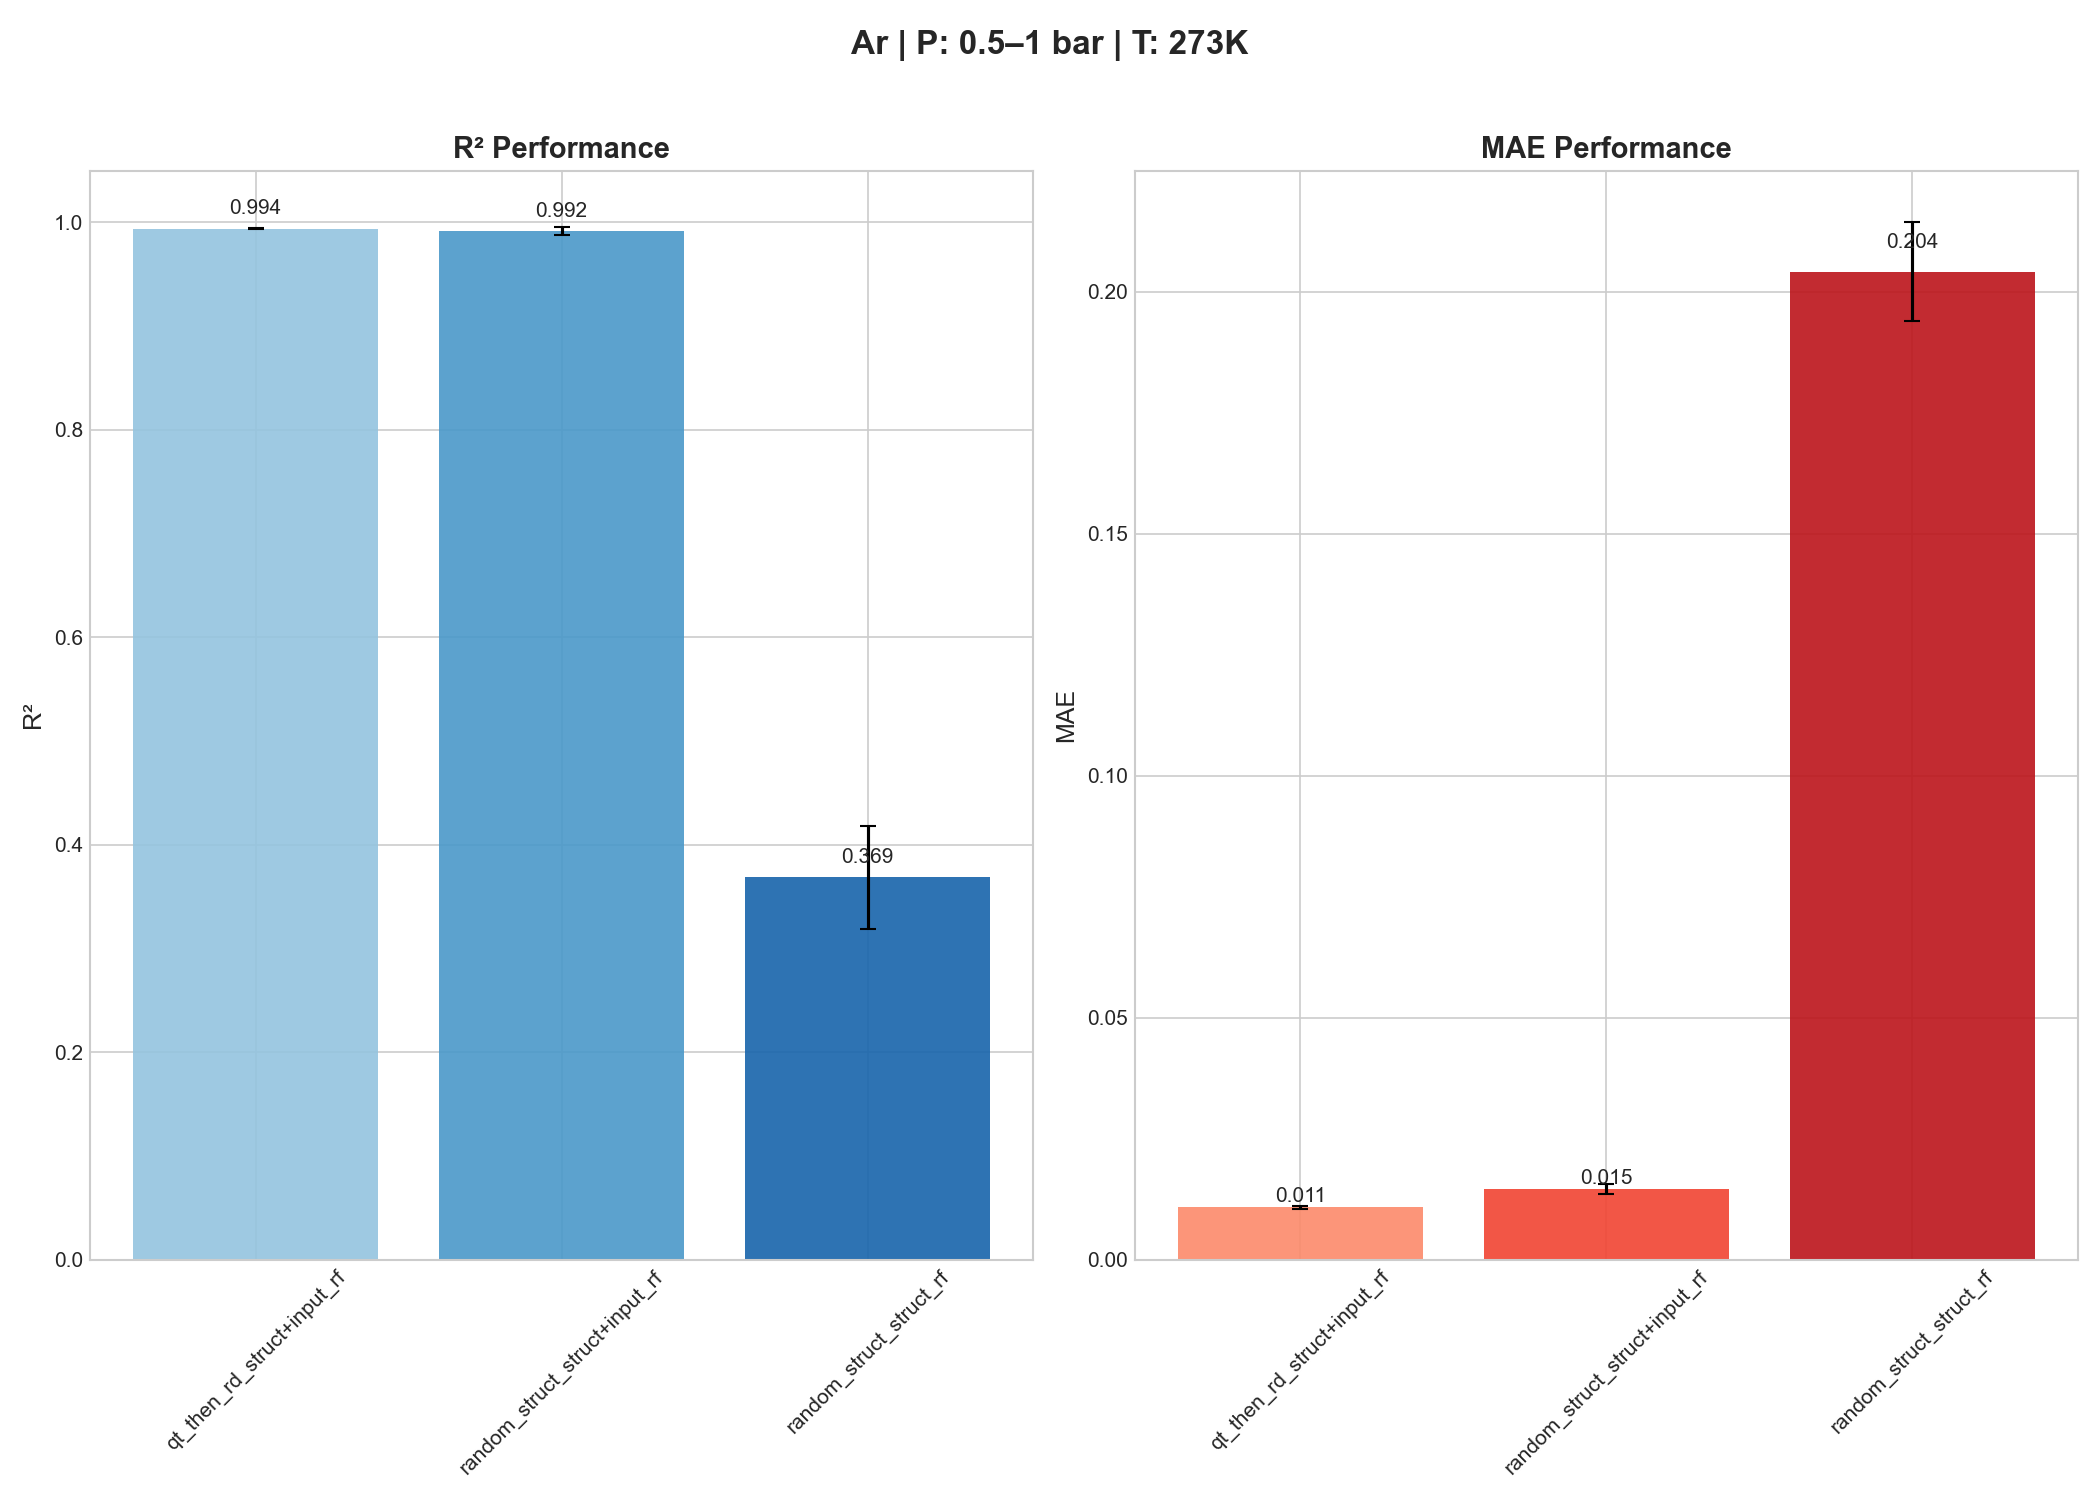 Ar | P: 0.5–1 bar | T: 273K
R² Performance
R²
1.0
0.8
0.6
0.4
0.2
0.0
0.994
0.992
0.369
qt_then_rd_struct+input_rf
random_struct_struct+input_rf
random_struct_struct_rf
MAE Performance
MAE
0.20
0.15
0.10
0.05
0.00
0.011
0.015
0.204
qt_then_rd_struct+input_rf
random_struct_struct+input_rf
random_struct_struct_rf